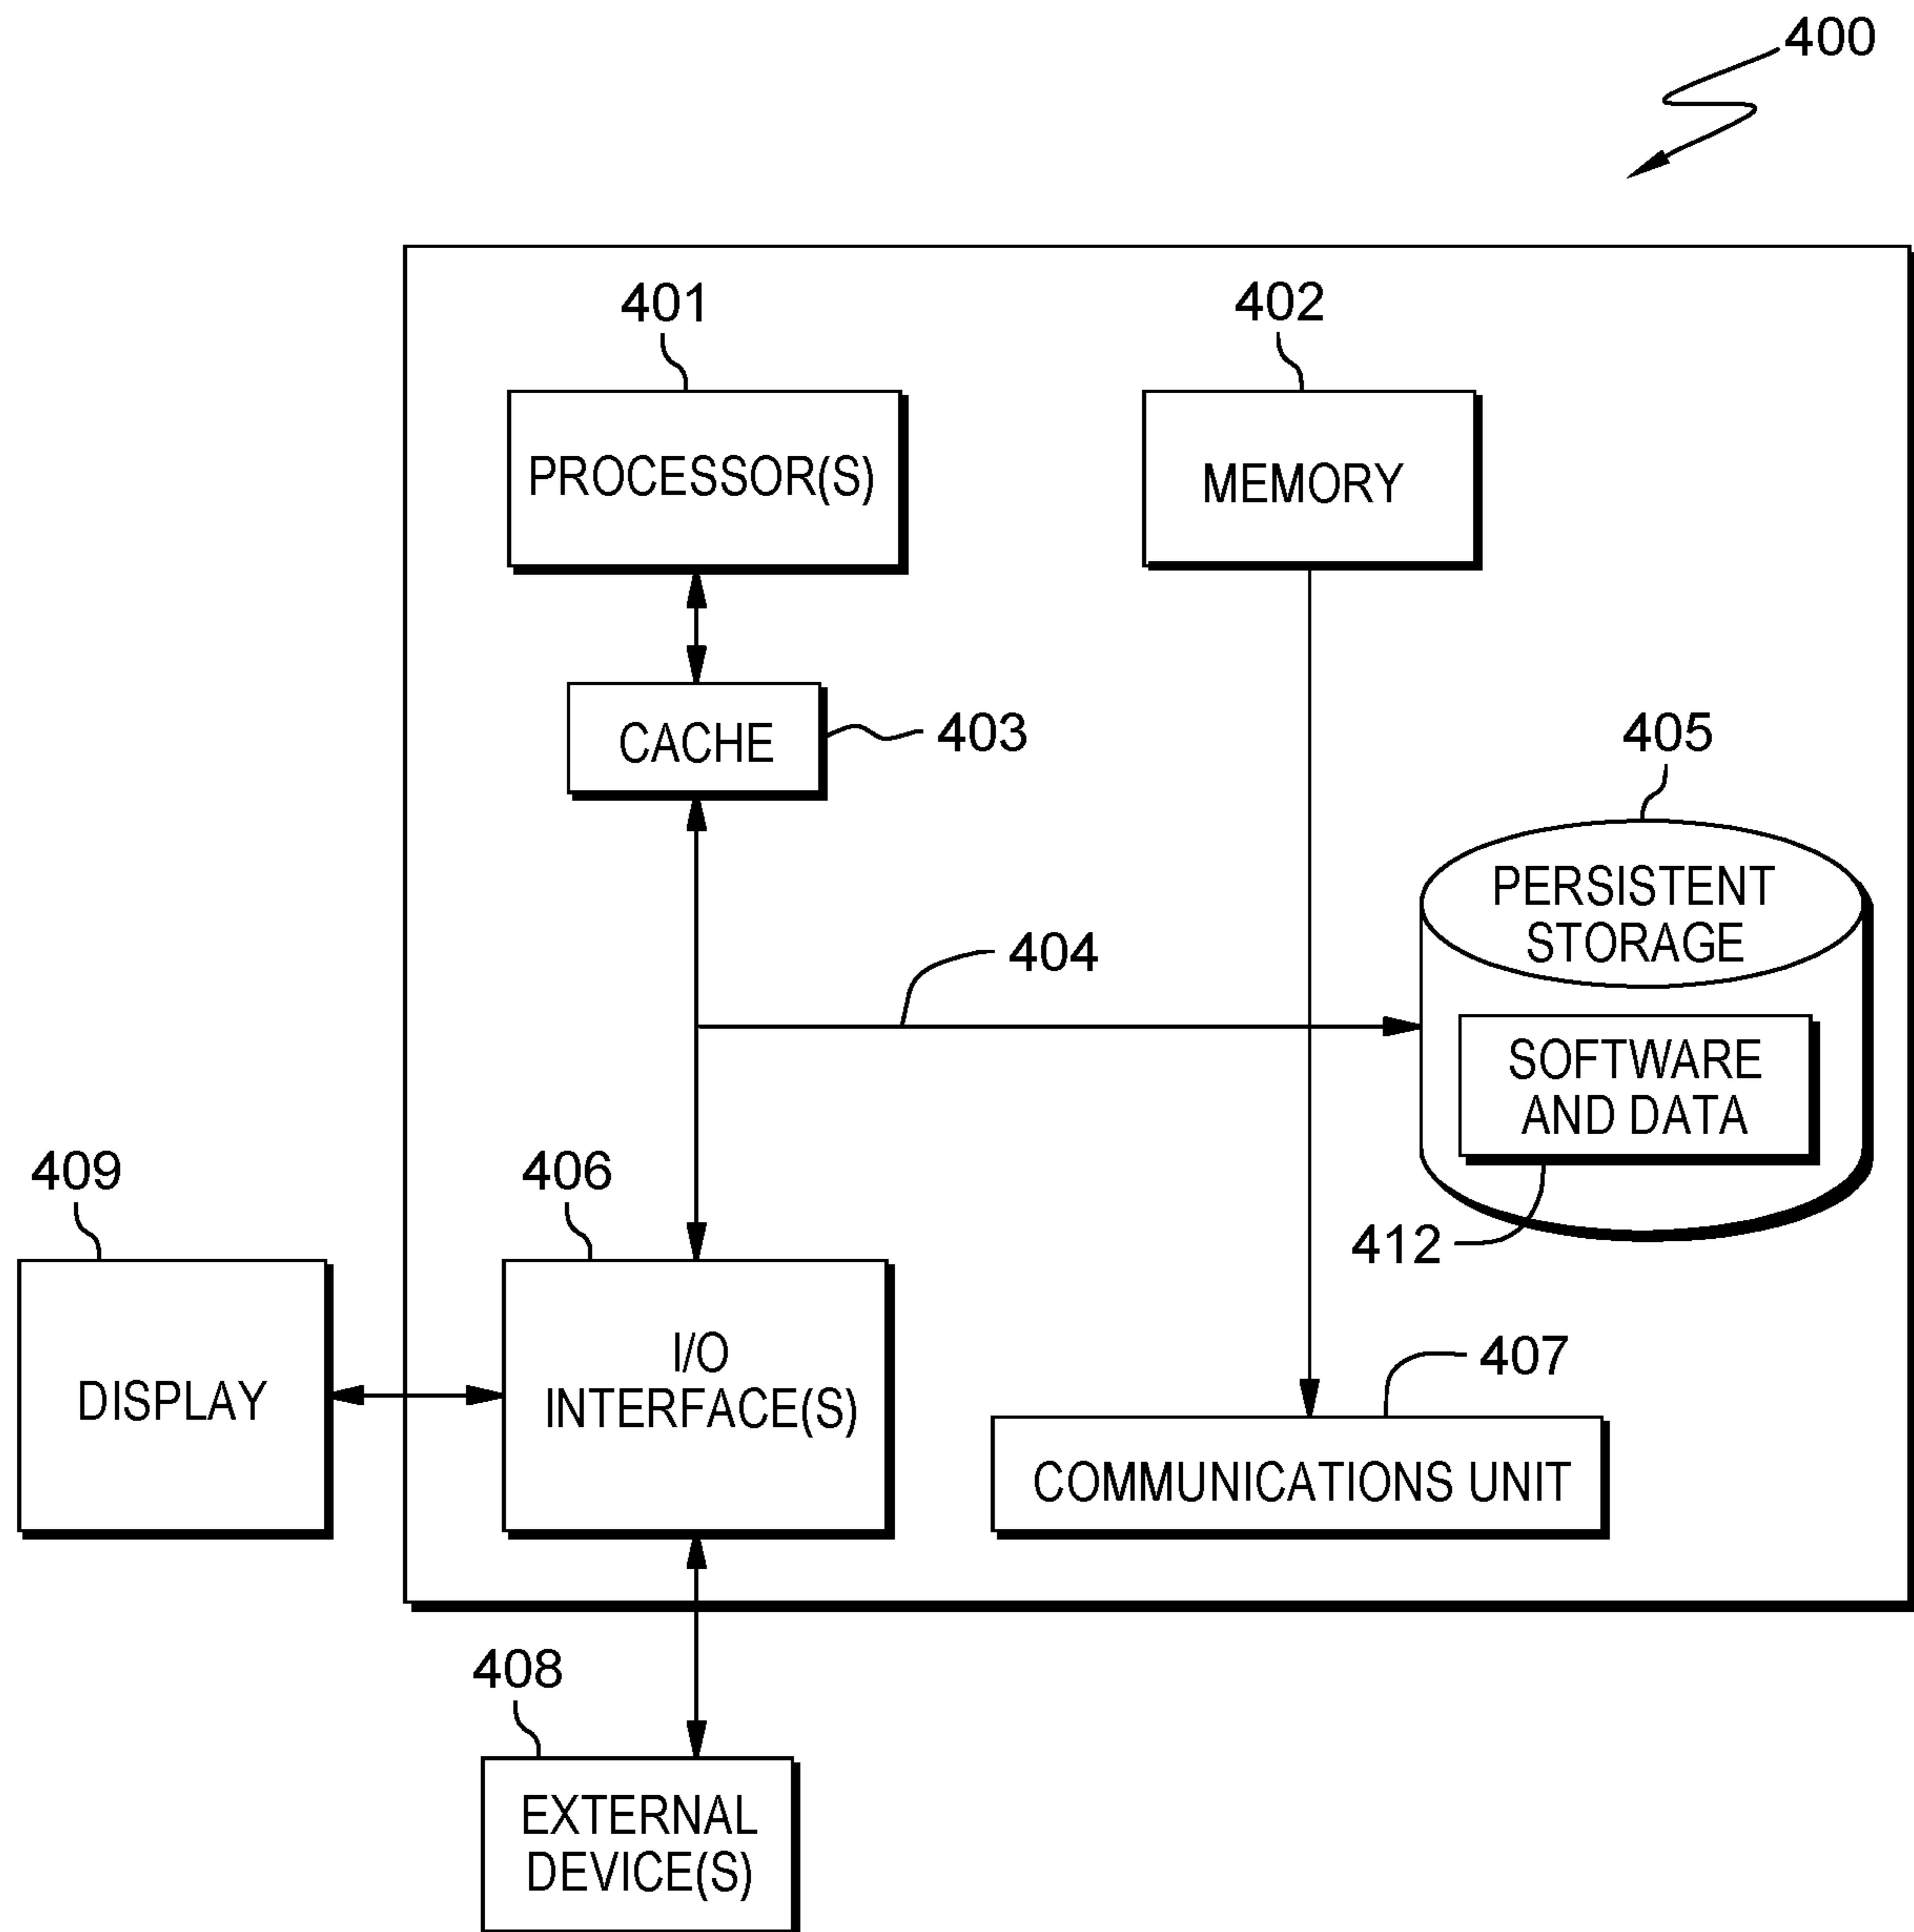 400
401
402
PROCESSOR(S)
MEMORY
CACHE
403
405
PERSISTENT
STORAGE
404
SOFTWARE
AND DATA
412
409
406
DISPLAY
I/O
INTERFACE(S)
407
COMMUNICATIONS UNIT
408
EXTERNAL
DEVICE(S)